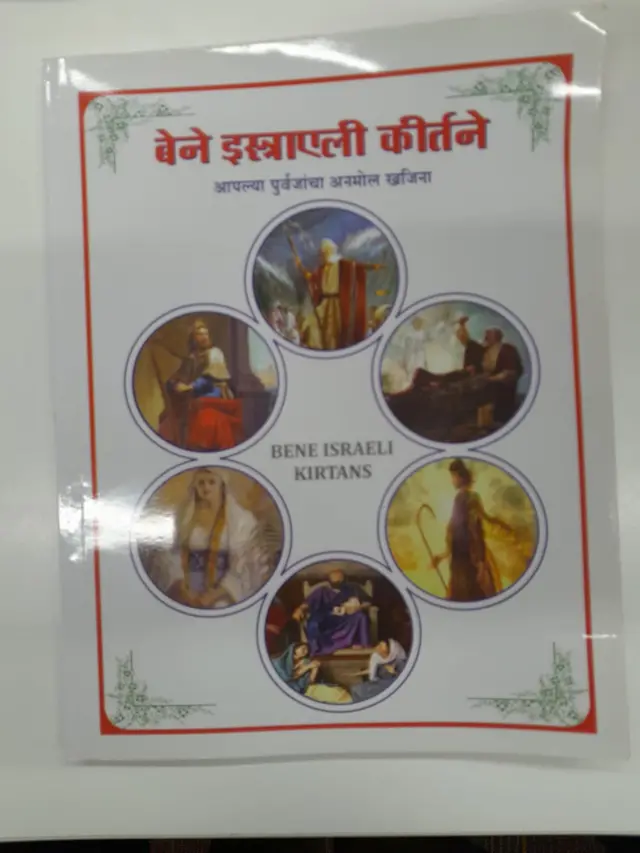 बेने इस्त्राएली कीर्तने
आपल्या पुर्वजांचा अनमोल खजिना
BENE ISRAELI
KIRTANS